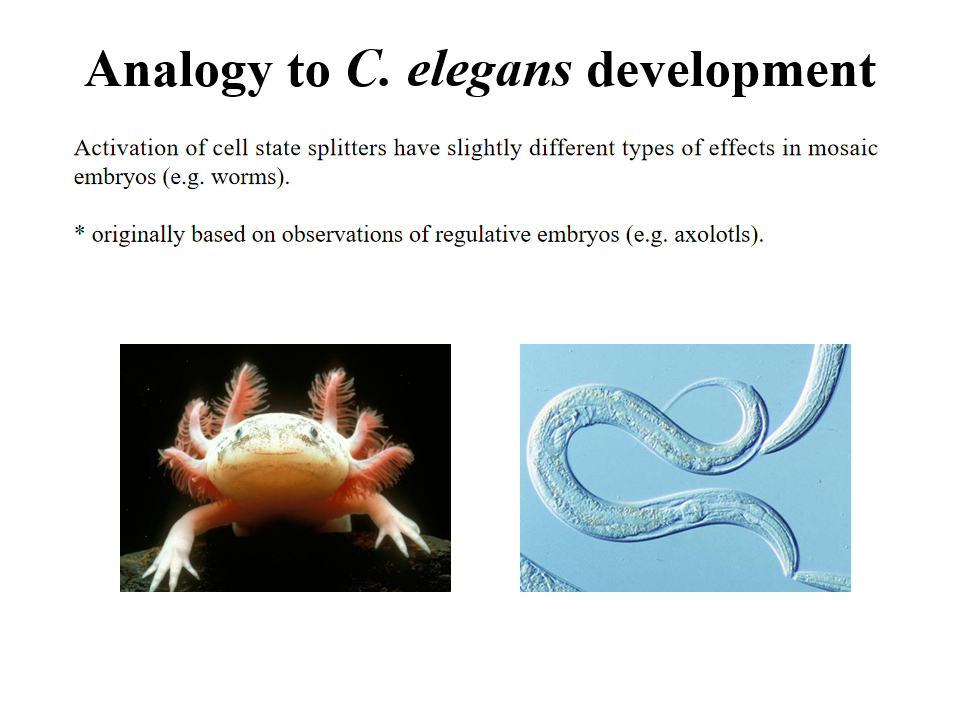 Analogy to C. elegans development
Activation of cell state splitters have slightly different types of effects in mosaic
embryos (e.g. worms).
* originally based on observations of regulative embryos (e.g. axolotls).